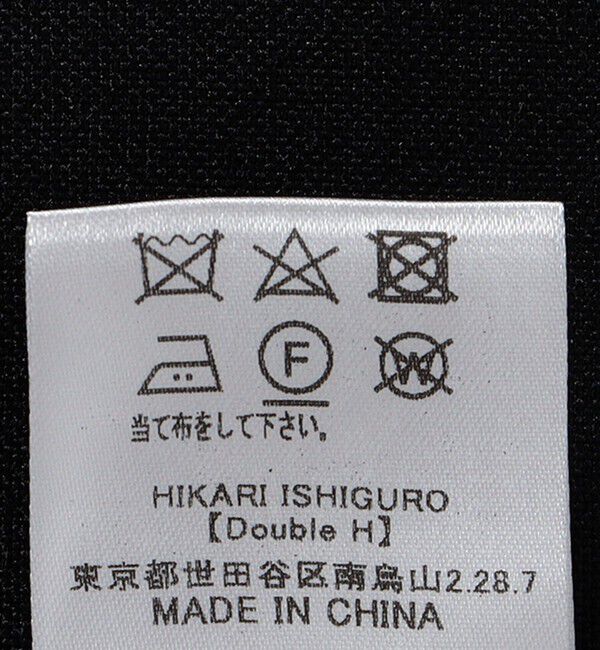 F W
当て布をして下さい。
HIKARI ISHIGURO
【Double H】
東京都世田谷区南烏山2.28.7
MADE IN CHINA